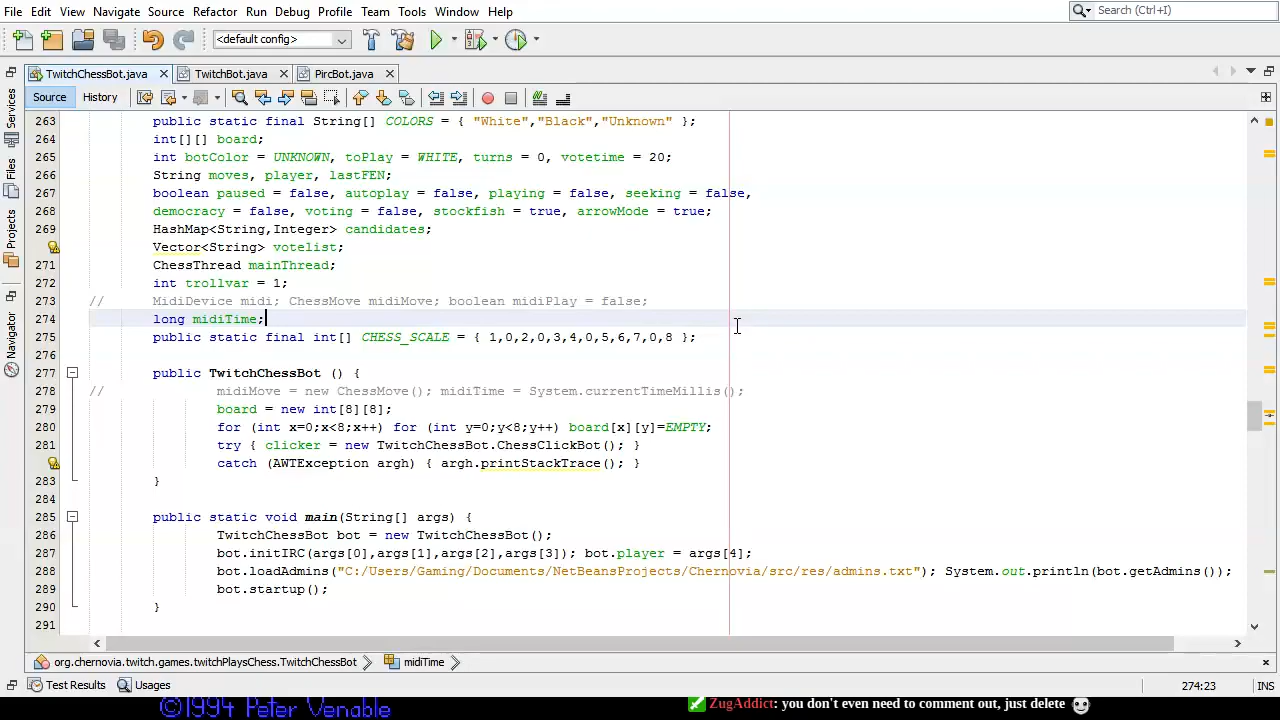 File Edit View Navigate Source Refactor Run Debug Profile Team Tools Window Help
Search (Ctrl+I)
<default config>
TwitchChessBot.java TwitchBot.java PircBot.java
Source History
Services
Files
Projects
Navigator
263 public static final String[] COLORS = { "White","Black","Unknown" };
264 int[][] board;
265 int botColor = UNKNOWN, toPlay = WHITE, turns = 0, votetime = 20;
266 String moves, player, lastFEN;
267 boolean paused = false, autoplay = false, playing = false, seeking = false,
268 democracy = false, voting = false, stockfish = true, arrowMode = true;
269 HashMap<String,Integer> candidates;
Vector<String> votelist;
271 ChessThread mainThread;
272 int trollvar = 1;
273 // MidiDevice midi; ChessMove midiMove; boolean midiPlay = false;
274 long midiTime;
275 public static final int[] CHESS_SCALE = { 1,0,2,0,3,4,0,5,6,7,0,8 };
276
277 public TwitchChessBot () {
278 // midiMove = new ChessMove(); midiTime = System.currentTimeMillis();
279 board = new int[8][8];
280 for (int x=0;x<8;x++) for (int y=0;y<8;y++) board[x][y]=EMPTY;
281 try { clicker = new TwitchChessBot.ChessClickBot(); }
catch (AWTException argh) { argh.printStackTrace(); }
283 }
284
285 public static void main(String[] args) {
286 TwitchChessBot bot = new TwitchChessBot();
287 bot.initIRC(args[0],args[1],args[2],args[3]); bot.player = args[4];
288 bot.loadAdmins("C:/Users/Gaming/Documents/NetBeansProjects/Chernovia/src/res/admins.txt"); System.out.println(bot.getAdmins());
289 bot.startup();
290 }
291
org.chernovia.twitch.games.twitchPlaysChess.TwitchChessBot midiTime
Test Results Usages
274:23 INS
©1994 Peter Venable
ZugAddict: you don't even need to comment out, just delete